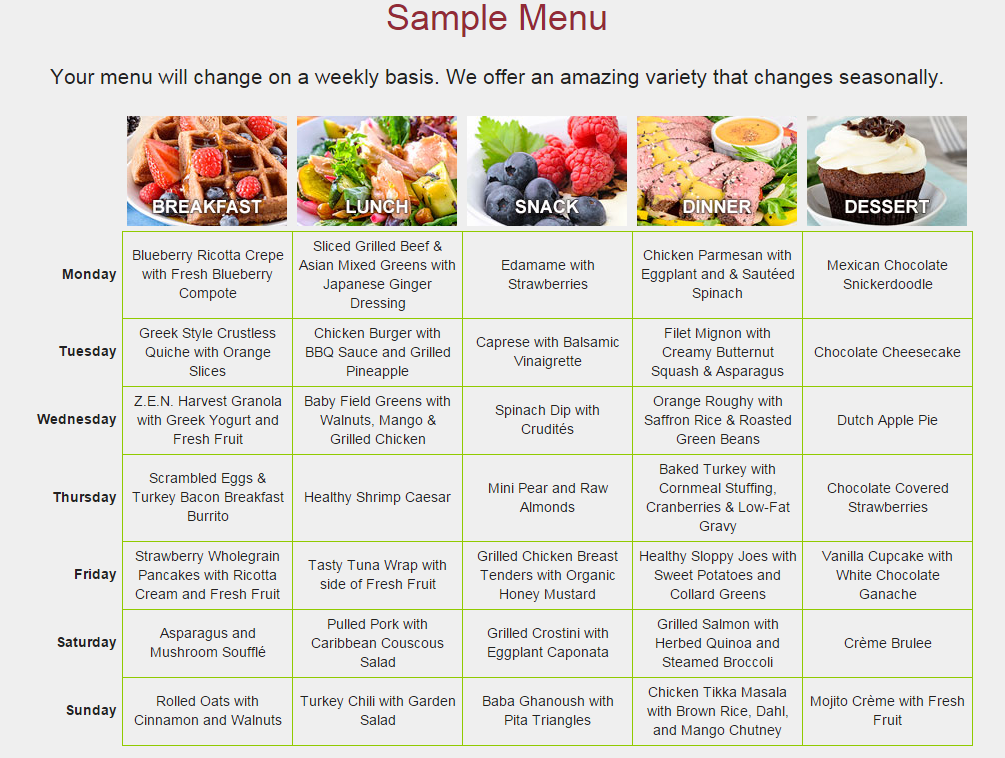 Sample Menu
Your menu will change on a weekly basis. We offer an amazing variety that changes seasonally.
BREAKFAST
LUNCH
SNACK
DINNER
DESSERT
Monday
Blueberry Ricotta Crepe
with Fresh Blueberry
Compote
Sliced Grilled Beef &
Asian Mixed Greens with
Japanese Ginger
Dressing
Edamame with
Strawberries
Chicken Parmesan with
Eggplant and & Sautéed
Spinach
Mexican Chocolate
Snickerdoodle
Tuesday
Greek Style Crustless
Quiche with Orange
Slices
Chicken Burger with
BBQ Sauce and Grilled
Pineapple
Caprese with Balsamic
Vinaigrette
Filet Mignon with
Creamy Butternut
Squash & Asparagus
Chocolate Cheesecake
Wednesday
Z.E.N. Harvest Granola
with Greek Yogurt and
Fresh Fruit
Baby Field Greens with
Walnuts, Mango &
Grilled Chicken
Spinach Dip with
Crudités
Orange Roughy with
Saffron Rice & Roasted
Green Beans
Dutch Apple Pie
Thursday
Scrambled Eggs &
Turkey Bacon Breakfast
Burrito
Healthy Shrimp Caesar
Mini Pear and Raw
Almonds
Baked Turkey with
Cornmeal Stuffing,
Cranberries & Low-Fat
Gravy
Chocolate Covered
Strawberries
Friday
Strawberry Wholegrain
Pancakes with Ricotta
Cream and Fresh Fruit
Tasty Tuna Wrap with
side of Fresh Fruit
Grilled Chicken Breast
Tenders with Organic
Honey Mustard
Healthy Sloppy Joes with
Sweet Potatoes and
Collard Greens
Vanilla Cupcake with
White Chocolate
Ganache
Saturday
Asparagus and
Mushroom Soufflé
Pulled Pork with
Caribbean Couscous
Salad
Grilled Crostini with
Eggplant Caponata
Grilled Salmon with
Herbed Quinoa and
Steamed Broccoli
Crème Brulee
Sunday
Rolled Oats with
Cinnamon and Walnuts
Turkey Chili with Garden
Salad
Baba Ghanoush with
Pita Triangles
Chicken Tikka Masala
with Brown Rice, Dahl,
and Mango Chutney
Mojito Crème with Fresh
Fruit